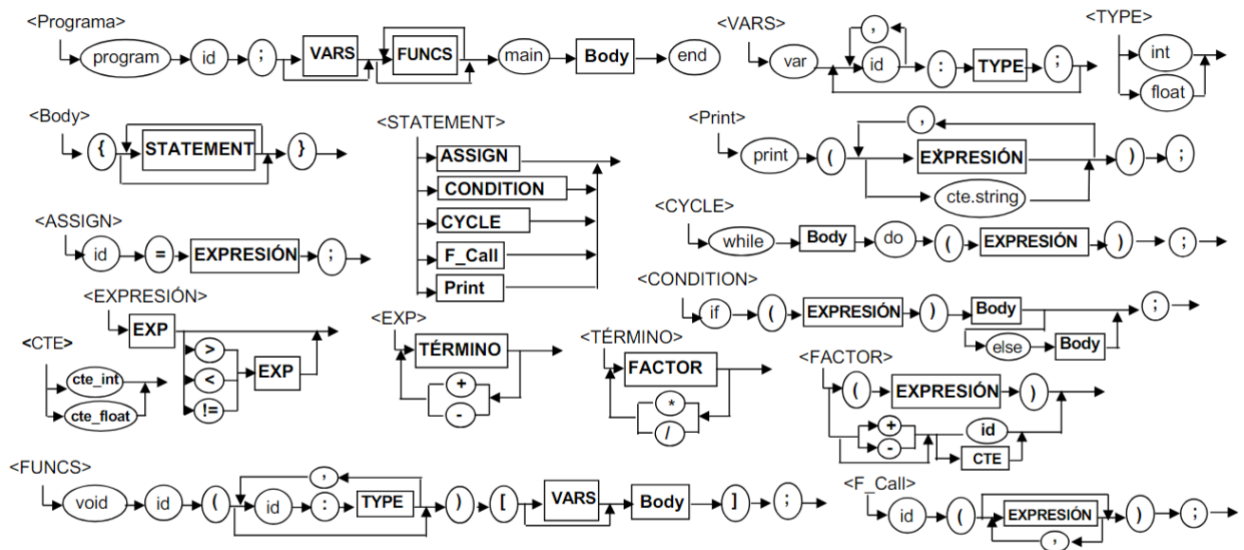 <Programa>
program id ; VARS FUNCS main Body end
<VARS>
,
var id : TYPE ;
<TYPE>
int
float
<Body>
{ STATEMENT }
<STATEMENT>
ASSIGN
CONDITION
CYCLE
F_Call
Print
<Print>
,
print ( EXPRESIÓN ) ;
cte.string
<ASSIGN>
id = EXPRESIÓN ;
<CYCLE>
while Body do ( EXPRESIÓN ) ;
<EXPRESIÓN>
EXP
>
<
!=
EXP
<CTE>
cte_int
cte_float
<EXP>
TÉRMINO
+
-
<TÉRMINO>
FACTOR
*
/
<CONDITION>
if ( EXPRESIÓN ) Body ;
else Body
<FACTOR>
( EXPRESIÓN )
+
-
id
CTE
<FUNCS>
,
void id ( id : TYPE ) [ VARS Body ] ;
<F_Call>
id ( EXPRESIÓN ) ;
,